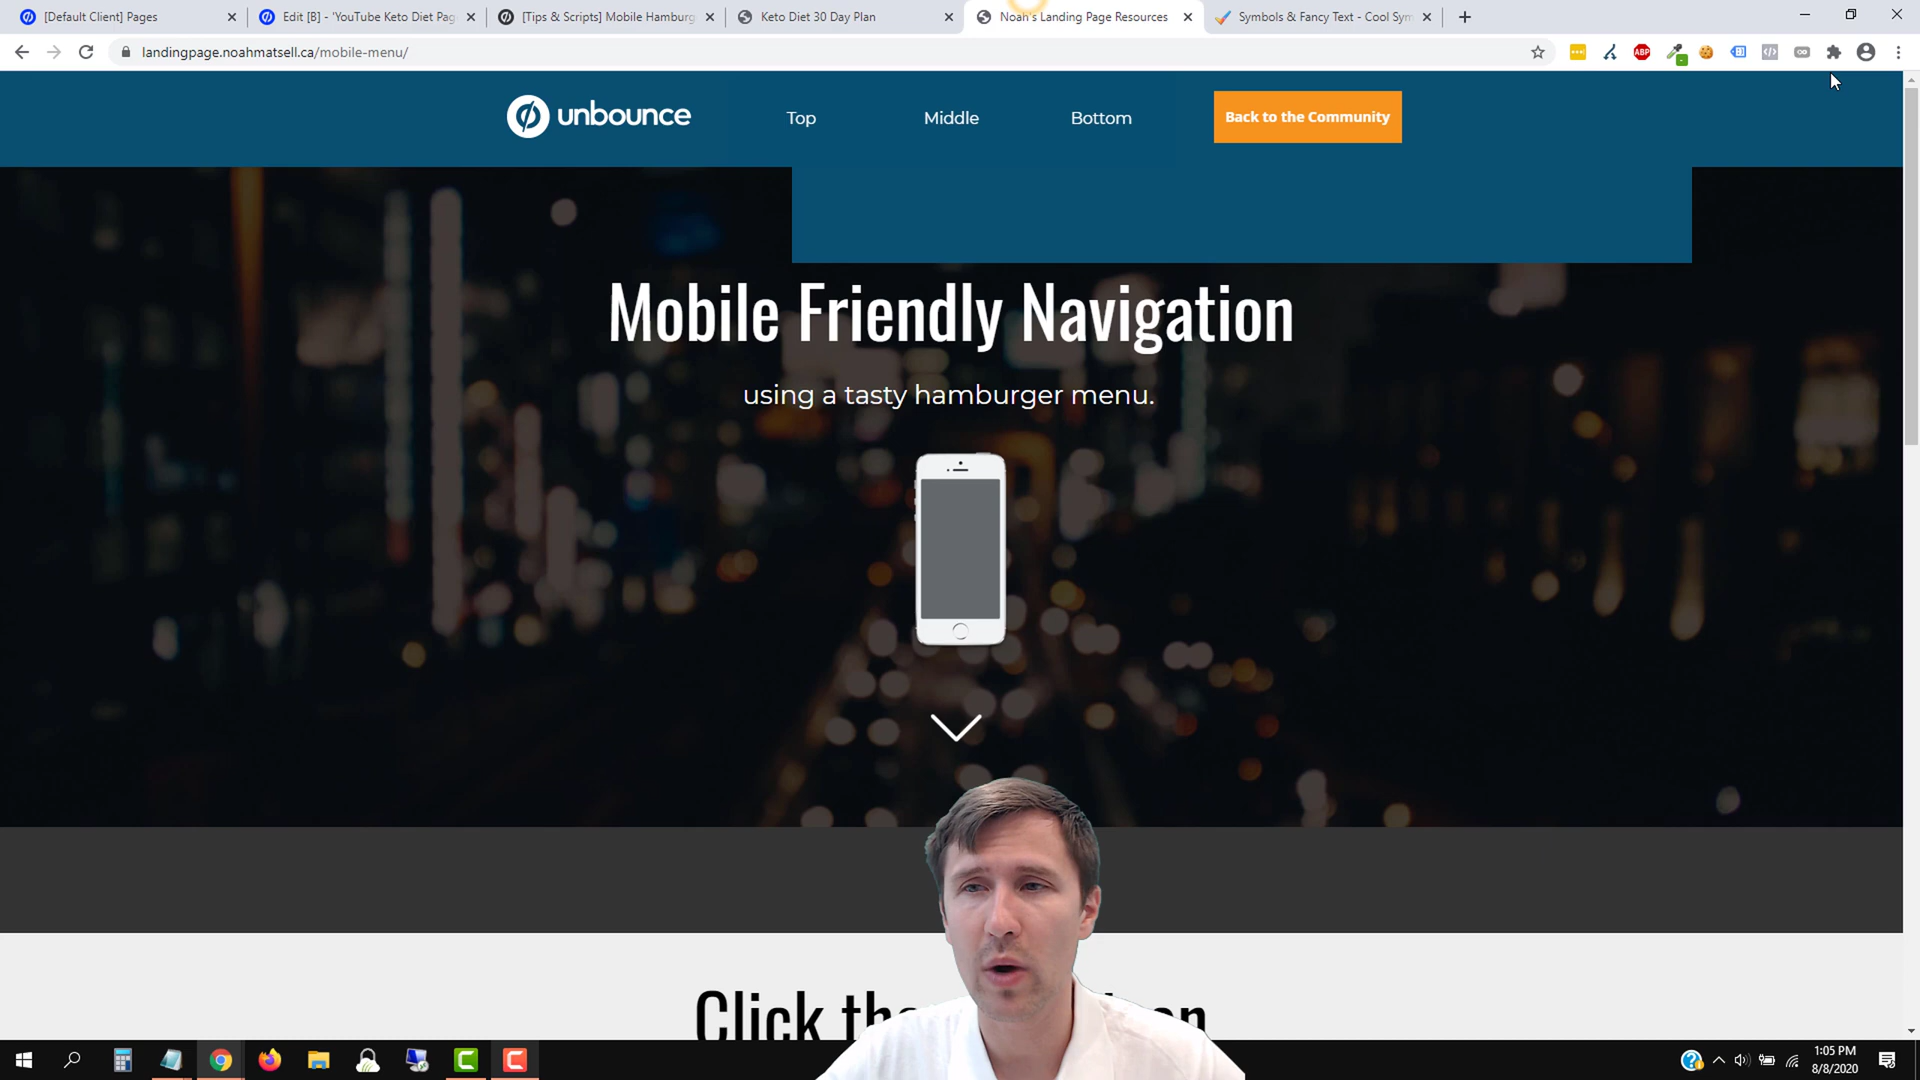 [Default Client] Pages
Edit [B] - 'YouTube Keto Diet Pag
[Tips & Scripts] Mobile Hamburg
Keto Diet 30 Day Plan
Noah's Landing Page Resources
Symbols & Fancy Text - Cool Sym
landingpage.noahmatsell.ca/mobile-menu/
ABP
unbounce
Top
Middle
Bottom
Back to the Community
Mobile Friendly Navigation
using a tasty hamburger menu.
Click th
1:05 PM
8/8/2020